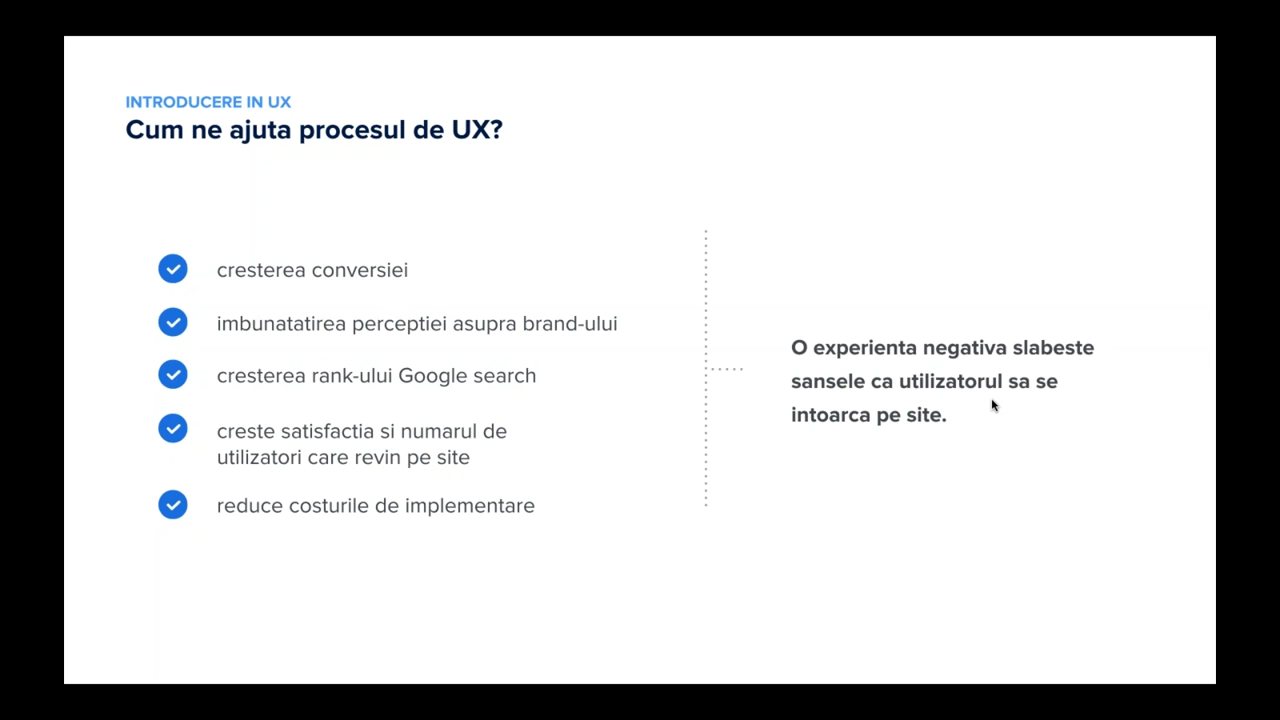 INTRODUCERE IN UX
Cum ne ajuta procesul de UX?
cresterea conversiei
imbunatatirea perceptiei asupra brand-ului
cresterea rank-ului Google search
creste satisfactia si numarul de
utilizatori care revin pe site
reduce costurile de implementare
O experienta negativa slabeste
sansele ca utilizatorul sa se
intoarca pe site.